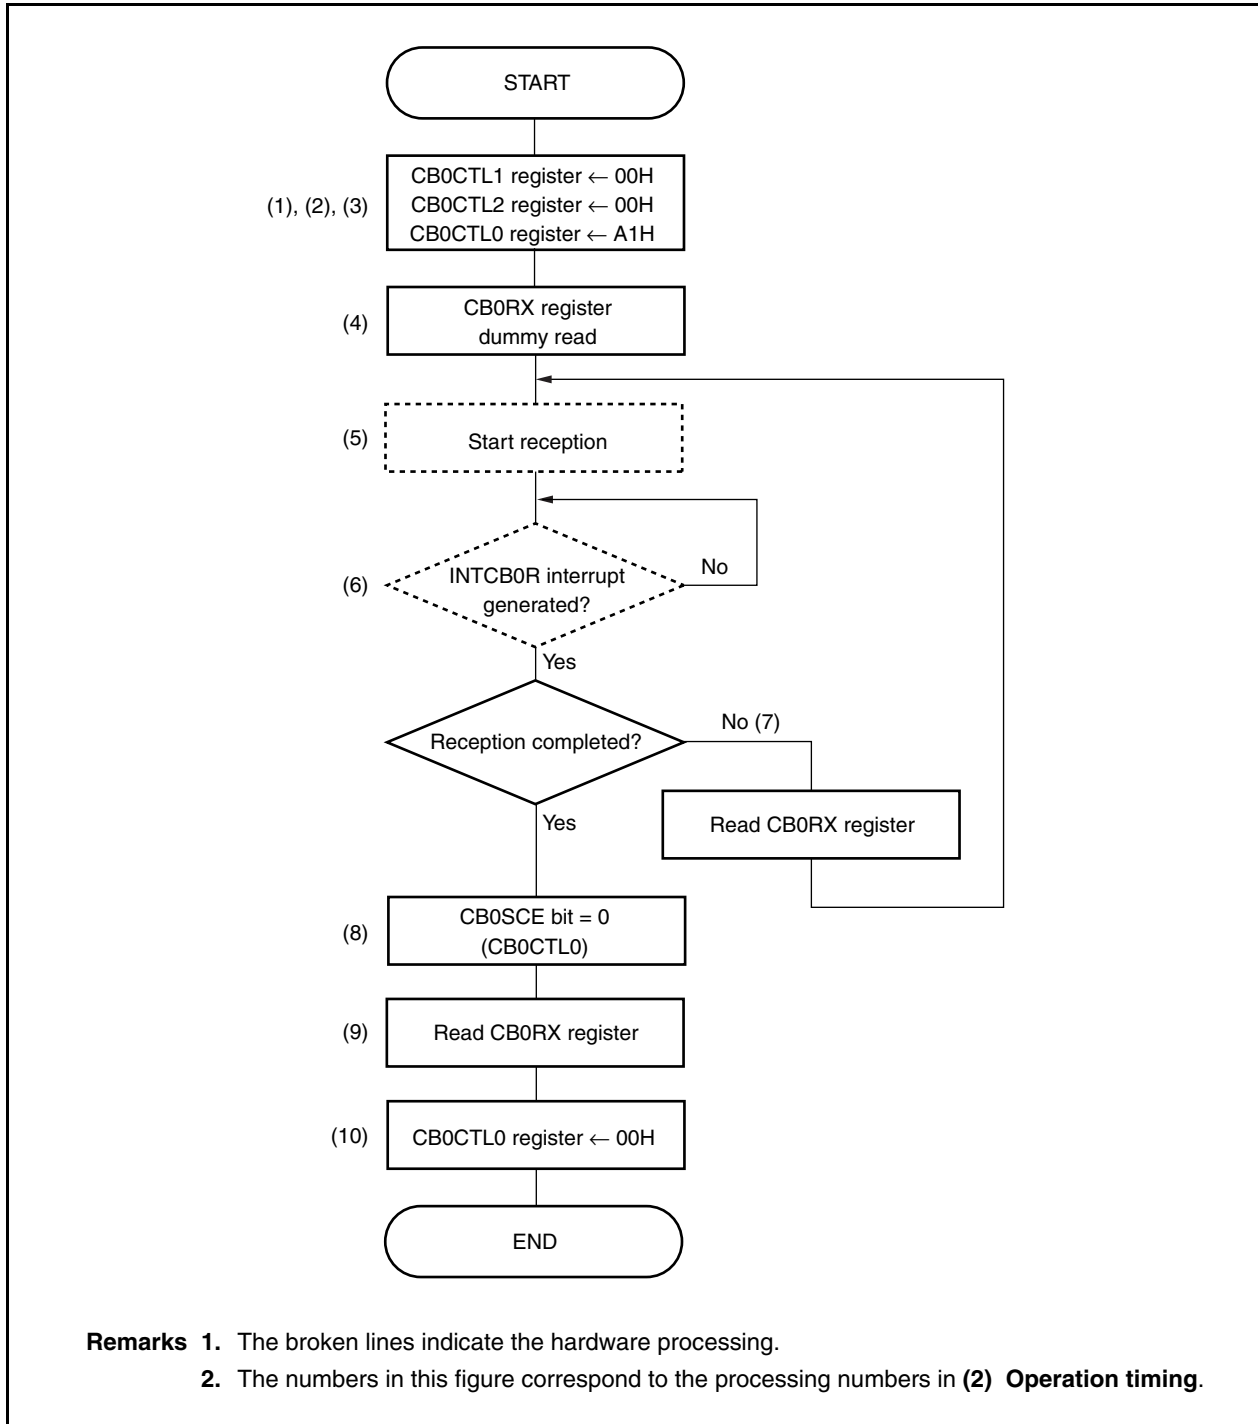 START
(1), (2), (3)
CB0CTL1 register ← 00H
CB0CTL2 register ← 00H
CB0CTL0 register ← A1H
(4)
CB0RX register
dummy read
(5)
Start reception
(6)
INTCB0R interrupt
generated?
No
Yes
Reception completed?
No (7)
Read CB0RX register
Yes
(8)
CB0SCE bit = 0
(CB0CTL0)
(9)
Read CB0RX register
(10)
CB0CTL0 register ← 00H
END
Remarks 1. The broken lines indicate the hardware processing.
2. The numbers in this figure correspond to the processing numbers in (2) Operation timing.